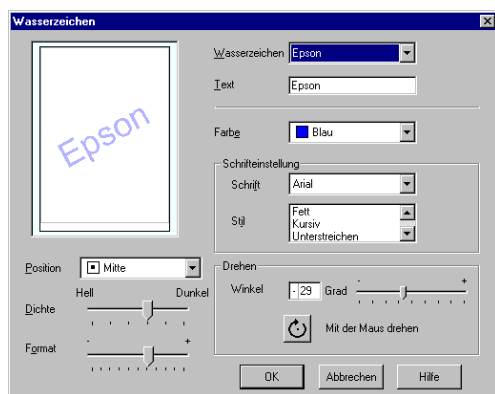 Wasserzeichen
Epson
Wasserzeichen Epson
Text Epson
Farbe Blau
Schrifteinstellung
Schrift Arial
Stil
Fett
Kursiv
Unterstreichen
Position Mitte
Hell Dunkel
Dichte
Format - +
Drehen
Winkel - 29 Grad - +
Mit der Maus drehen
OK Abbrechen Hilfe